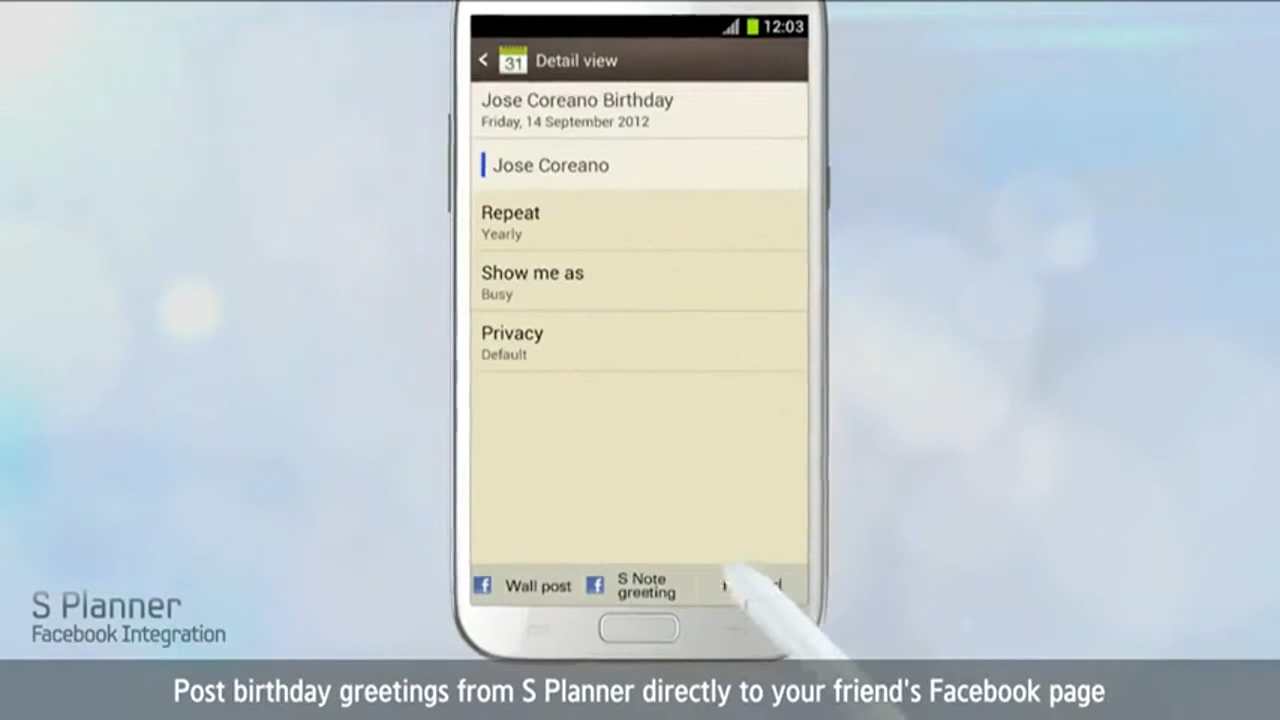 12:03
31
Detail view
Jose Coreano Birthday
Friday, 14 September 2012
Jose Coreano
Repeat
Yearly
Show me as
Busy
Privacy
Default
Wall post
S Note
greeting
S Planner
Facebook Integration
Post birthday greetings from S Planner directly to your friend's Facebook page